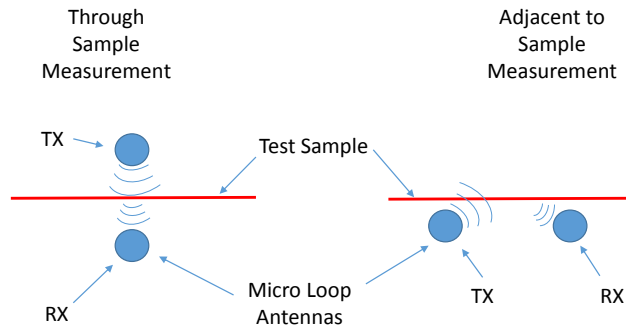 Through
Sample
Measurement
Adjacent to
Sample
Measurement
TX
Test Sample
RX
Micro Loop
Antennas
TX
RX